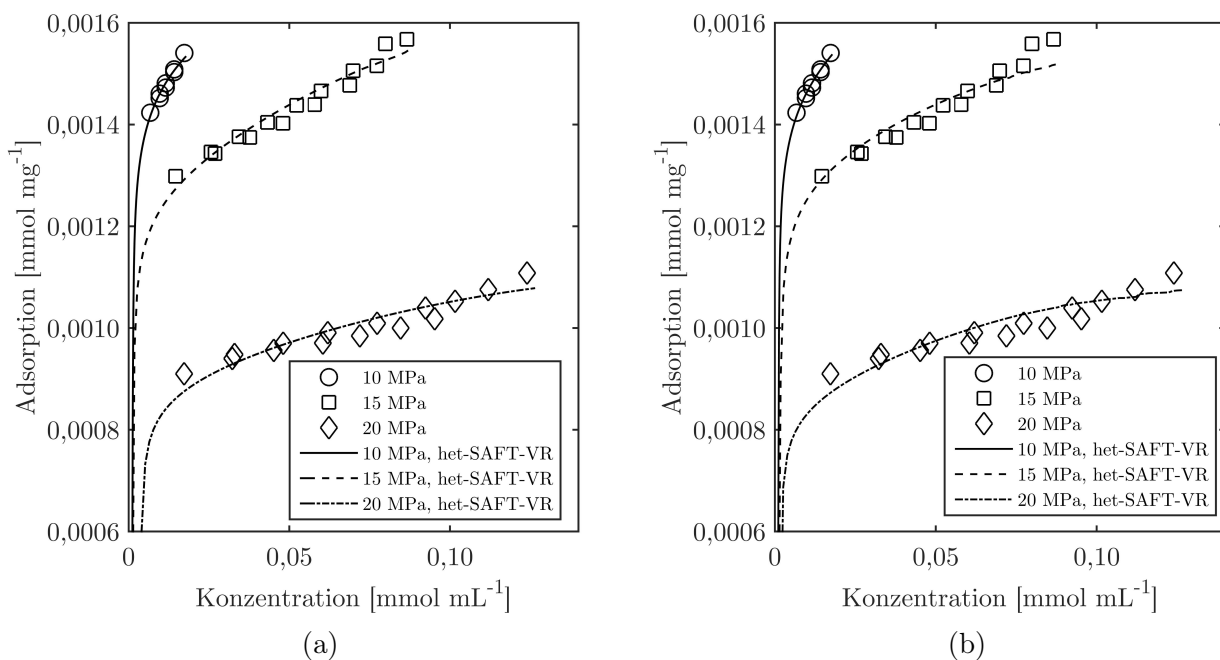 0,0016
0,0014
0,0012
0,0010
0,0008
0,0006
Adsorption [mmol mg-1]
10 MPa
15 MPa
20 MPa
10 MPa, het-SAFT-VR
15 MPa, het-SAFT-VR
20 MPa, het-SAFT-VR
0
0,05
0,10
Konzentration [mmol mL-1]
(a)
0,0016
0,0014
0,0012
0,0010
0,0008
0,0006
Adsorption [mmol mg-1]
10 MPa
15 MPa
20 MPa
10 MPa, het-SAFT-VR
15 MPa, het-SAFT-VR
20 MPa, het-SAFT-VR
0
0,05
0,10
Konzentration [mmol mL-1]
(b)